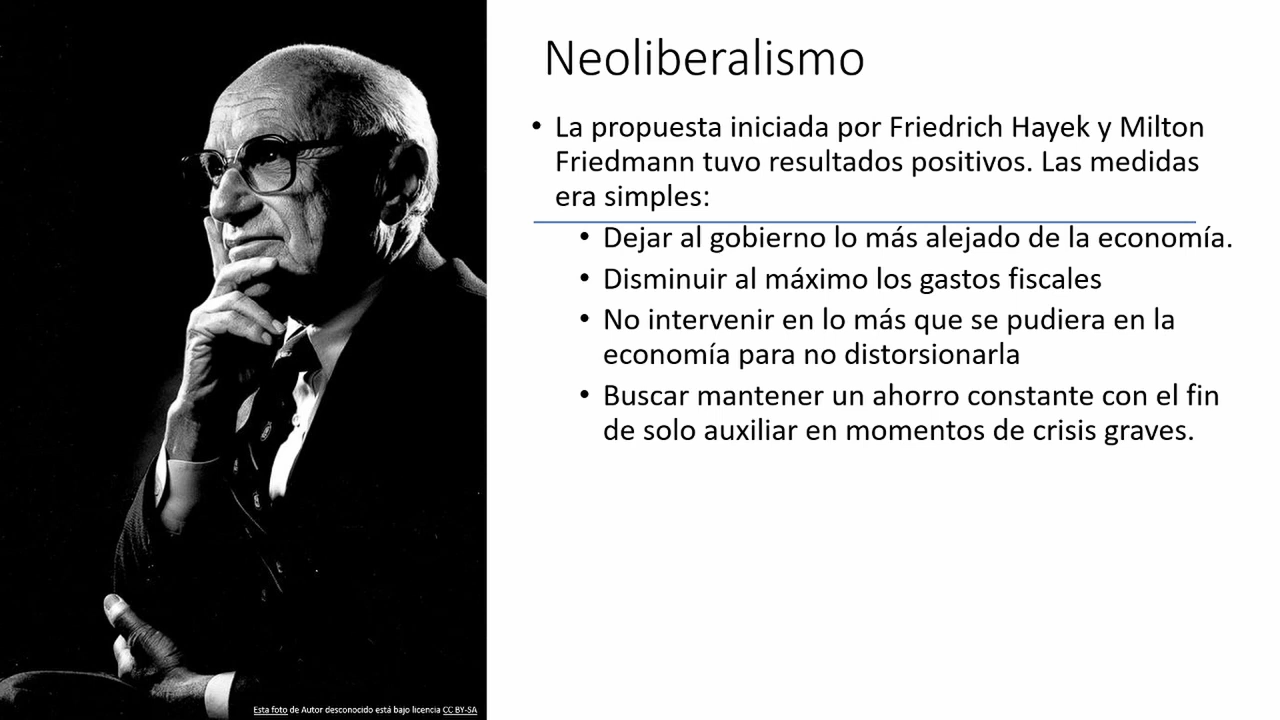 Neoliberalismo
• La propuesta iniciada por Friedrich Hayek y Milton
Friedmann tuvo resultados positivos. Las medidas
era simples:
• Dejar al gobierno lo más alejado de la economía.
• Disminuir al máximo los gastos fiscales
• No intervenir en lo más que se pudiera en la
economía para no distorsionarla
• Buscar mantener un ahorro constante con el fin
de solo auxiliar en momentos de crisis graves.
Esta foto de Autor desconocido está bajo licencia CC BY-SA